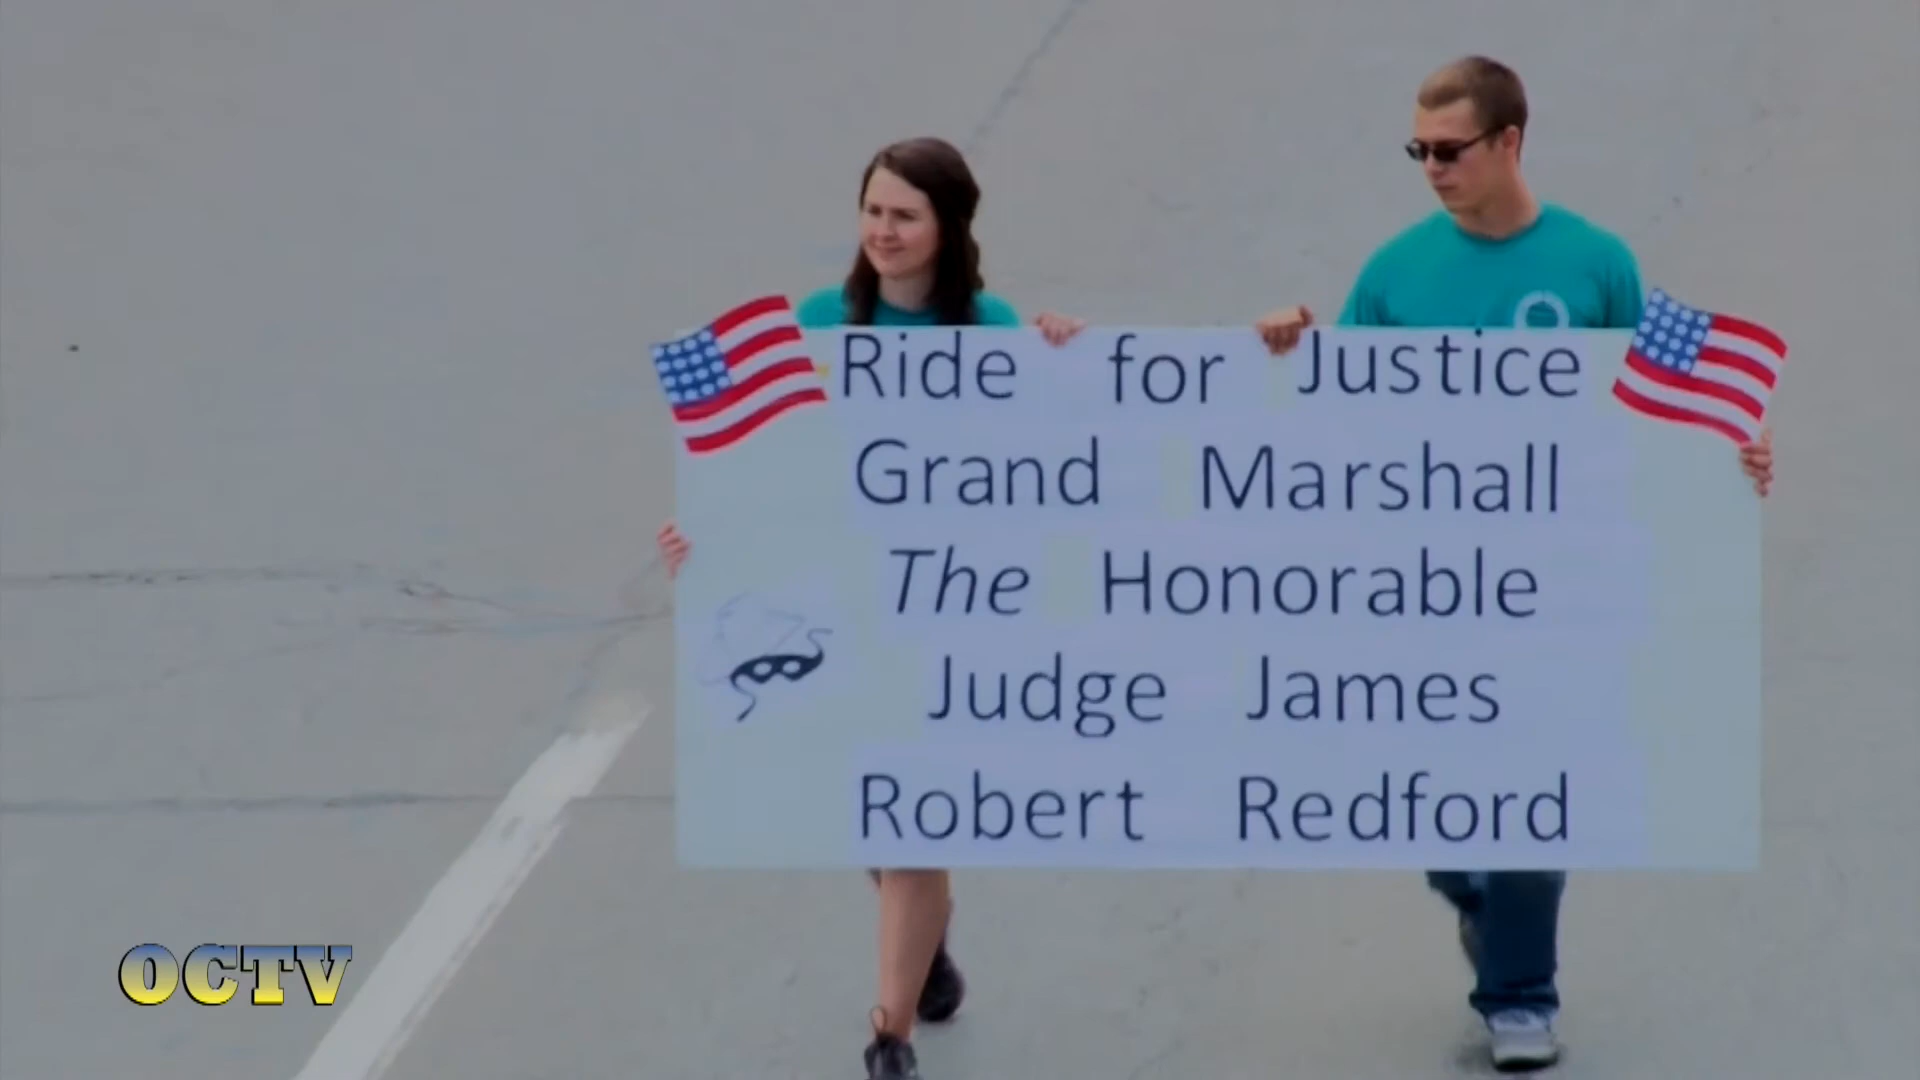 Ride for Justice
Grand Marshall
The Honorable
Judge James
Robert Redford
OCTV